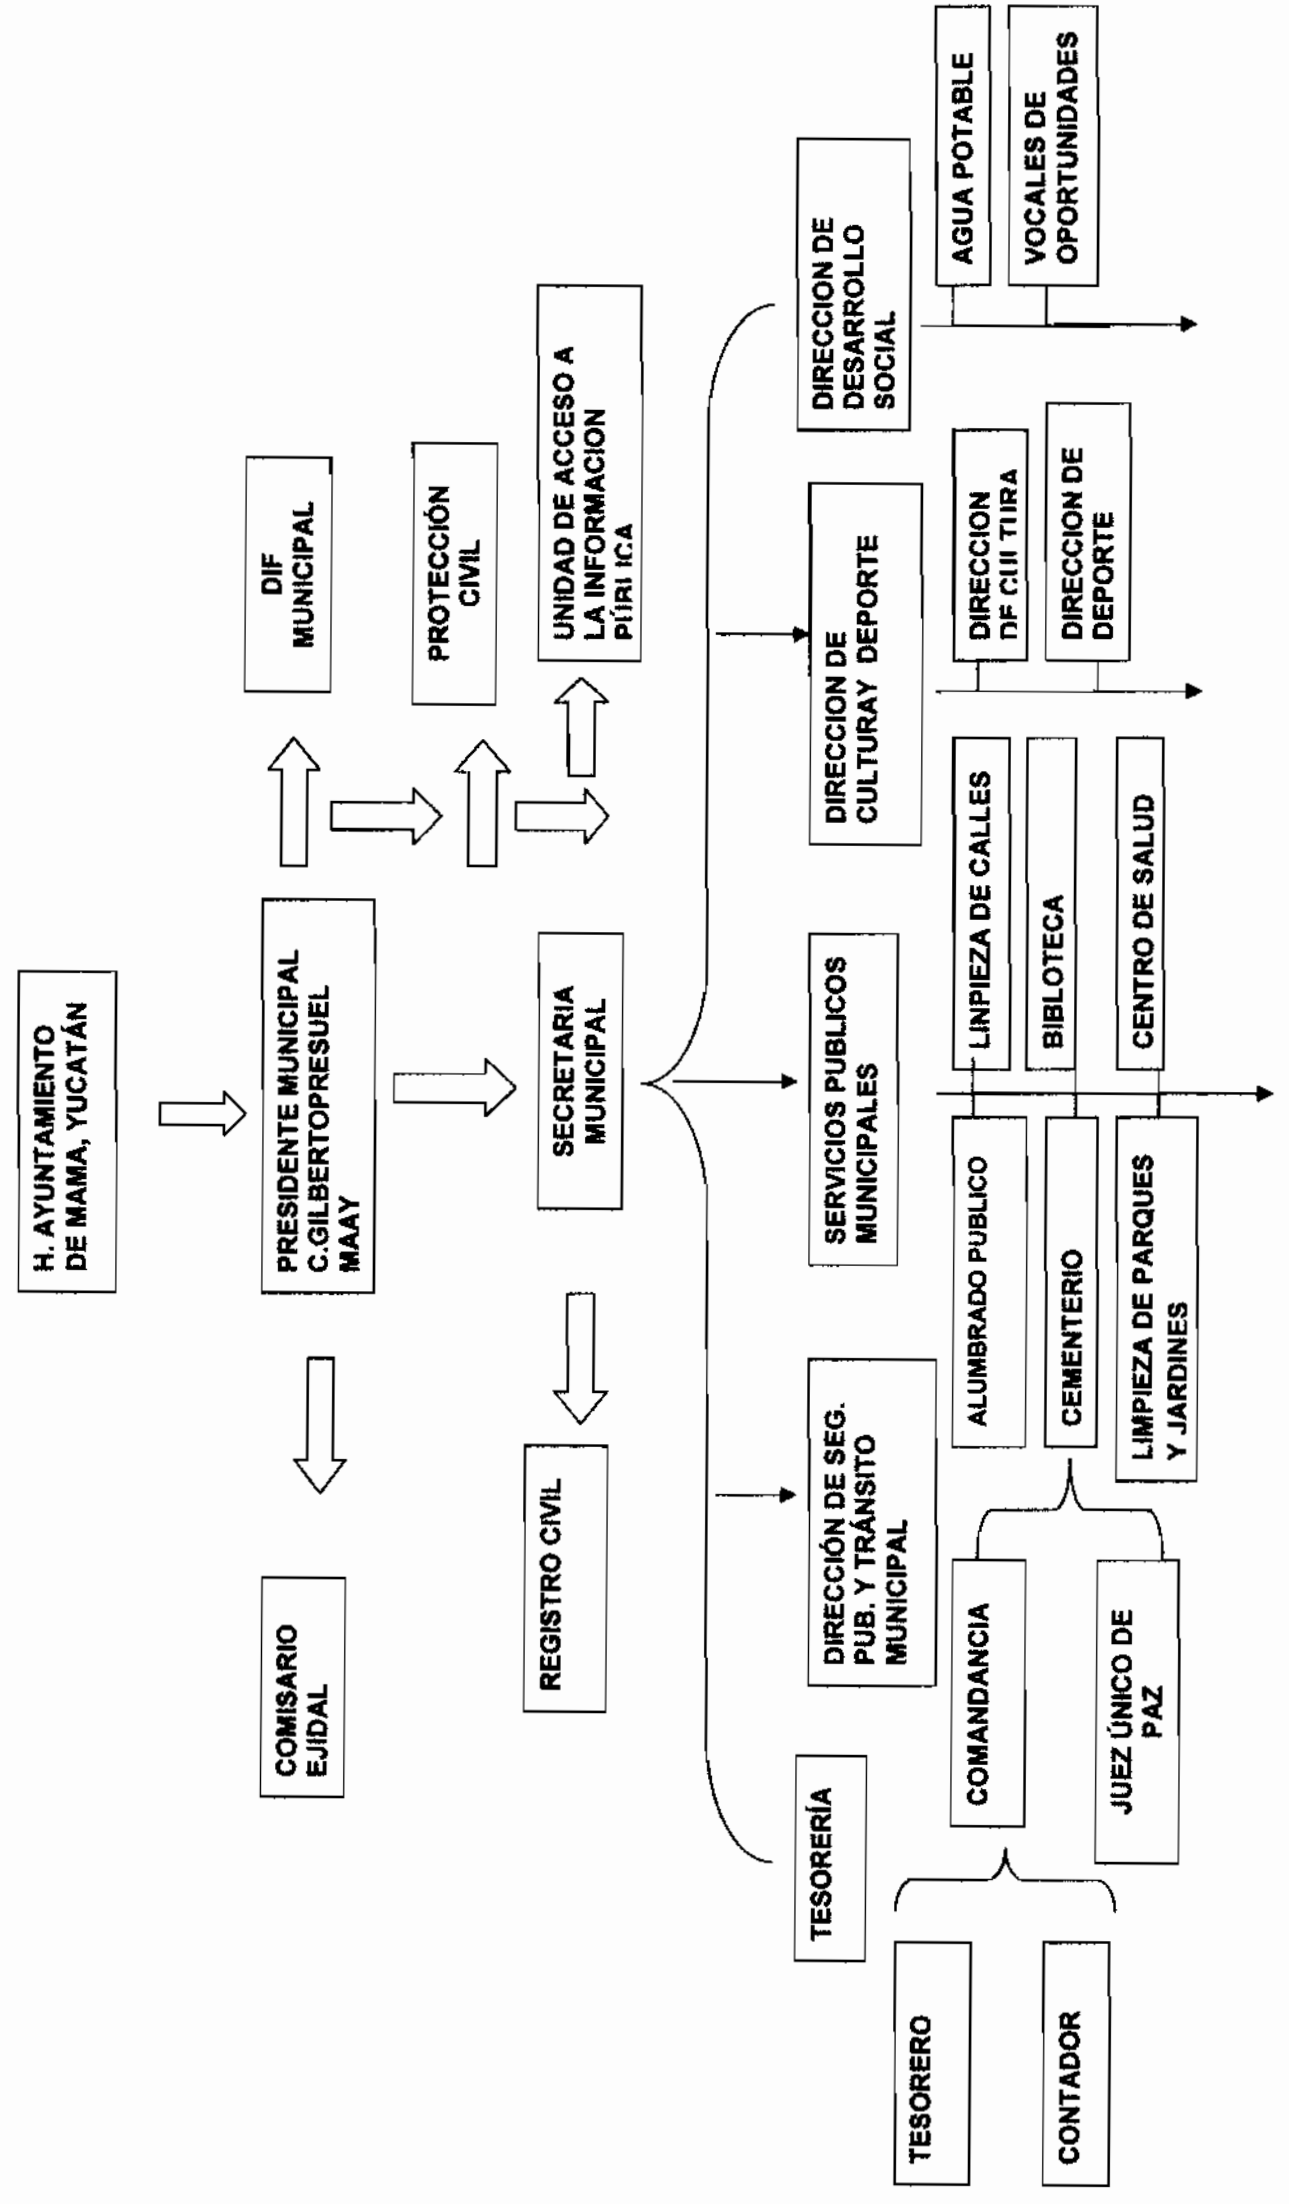 H. AYUNTAMIENTO
DE MAMA, YUCATÁN
PRESIDENTE MUNICIPAL
C.GILBERTOPRESUEL
MAAY
COMISARIO
EJIDAL
DIF
MUNICIPAL
PROTECCIÓN
CIVIL
UNIDAD DE ACCESO A
LA INFORMACION
PÚBLICA
SECRETARIA
MUNICIPAL
REGISTRO CIVIL
TESORERÍA
DIRECCIÓN DE SEG.
PUB. Y TRÁNSITO
MUNICIPAL
SERVICIOS PUBLICOS
MUNICIPALES
DIRECCION DE
CULTURAY DEPORTE
DIRECCION DE
DESARROLLO
SOCIAL
TESORERO
CONTADOR
COMANDANCIA
JUEZ ÚNICO DE
PAZ
ALUMBRADO PUBLICO
CEMENTERIO
LIMPIEZA DE PARQUES
Y JARDINES
LINPIEZA DE CALLES
BIBLOTECA
CENTRO DE SALUD
DIRECCION
DE CULTURA
DIRECCION DE
DEPORTE
AGUA POTABLE
VOCALES DE
OPORTUNIDADES